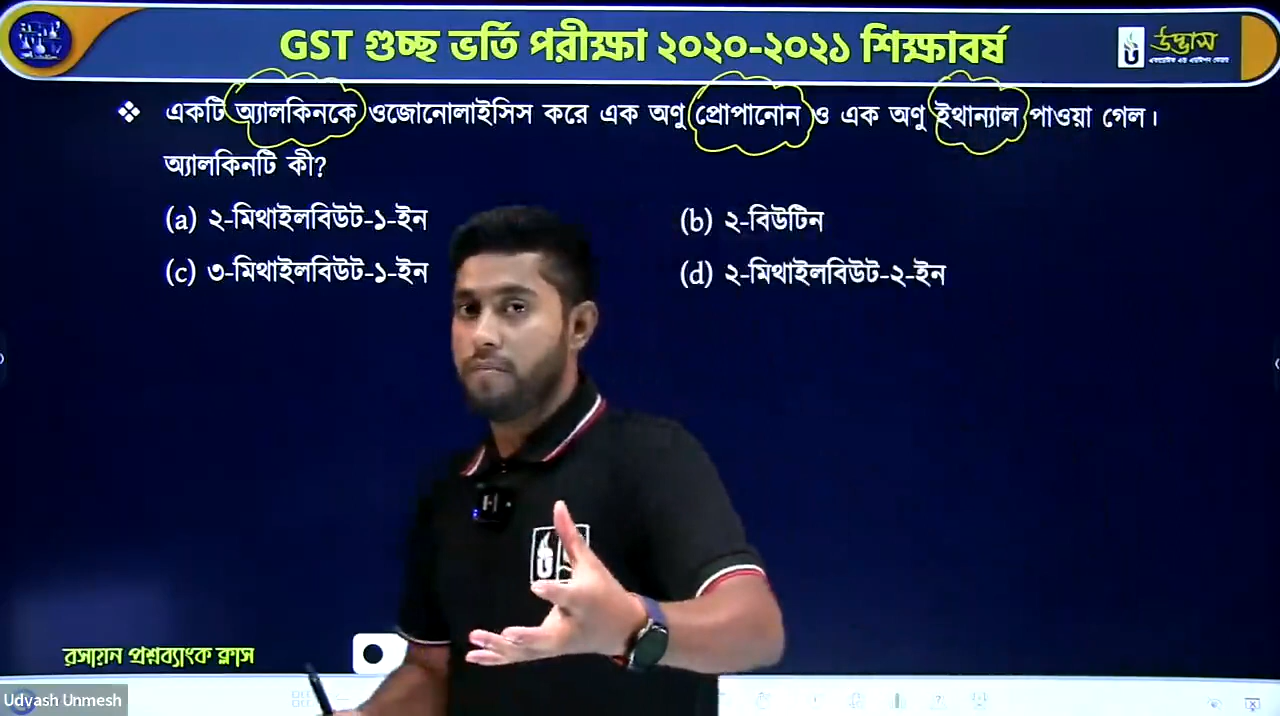 GST গুচ্ছ ভর্তি পরীক্ষা ২০২০-২০২১ শিক্ষাবর্ষ
উদ্ভাস
❖ একটি অ্যালকিনকে ওজোনোলাইসিস করে এক অণু প্রোপানোন ও এক অণু ইথান্যাল পাওয়া গেল।
অ্যালকিনটি কী?
(a) ২-মিথাইলবিউট-১-ইন (b) ২-বিউটিন
(c) ৩-মিথাইলবিউট-১-ইন (d) ২-মিথাইলবিউট-২-ইন
রসায়ন প্রশ্নব্যাংক ক্লাস
Udvash Unmesh